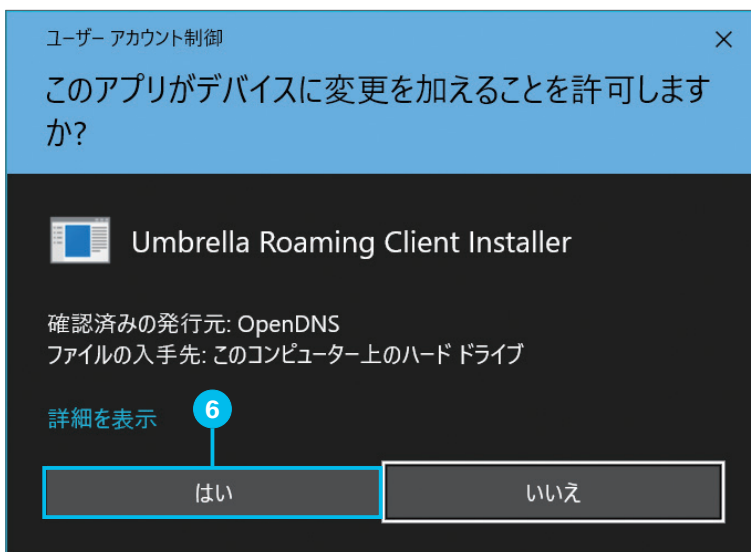 ユーザー アカウント制御
このアプリがデバイスに変更を加えることを許可します
か?
Umbrella Roaming Client Installer
確認済みの発行元: OpenDNS
ファイルの入手先: このコンピューター上のハード ドライブ
詳細を表示
6
はい
いいえ